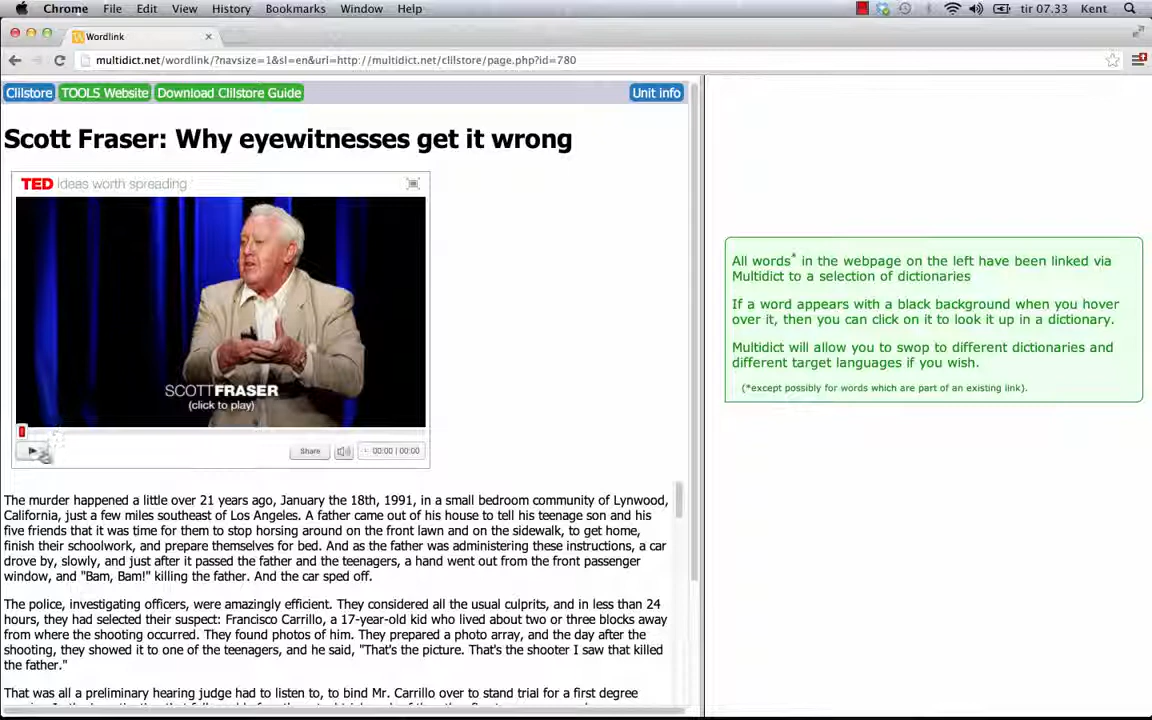 Chrome File Edit View History Bookmarks Window Help tir 07.33 Kent
Wordlink
multidict.net/wordlink/?navsize=1&sl=en&url=http://multidict.net/clilstore/page.php?id=780
Clilstore TOOLS Website Download Clilstore Guide Unit info
Scott Fraser: Why eyewitnesses get it wrong
TED ideas worth spreading
SCOTTFRASER
(click to play)
Share 00:00 | 00:00
The murder happened a little over 21 years ago, January the 18th, 1991, in a small bedroom community of Lynwood,
California, just a few miles southeast of Los Angeles. A father came out of his house to tell his teenage son and his
five friends that it was time for them to stop horsing around on the front lawn and on the sidewalk, to get home,
finish their schoolwork, and prepare themselves for bed. And as the father was administering these instructions, a car
drove by, slowly, and just after it passed the father and the teenagers, a hand went out from the front passenger
window, and "Bam, Bam!" killing the father. And the car sped off.
The police, investigating officers, were amazingly efficient. They considered all the usual culprits, and in less than 24
hours, they had selected their suspect: Francisco Carrillo, a 17-year-old kid who lived about two or three blocks away
from where the shooting occurred. They found photos of him. They prepared a photo array, and the day after the
shooting, they showed it to one of the teenagers, and he said, "That's the picture. That's the shooter I saw that killed
the father."
That was all a preliminary hearing judge had to listen to, to bind Mr. Carrillo over to stand trial for a first degree
All words* in the webpage on the left have been linked via
Multidict to a selection of dictionaries
If a word appears with a black background when you hover
over it, then you can click on it to look it up in a dictionary.
Multidict will allow you to swop to different dictionaries and
different target languages if you wish.
(*except possibly for words which are part of an existing link).